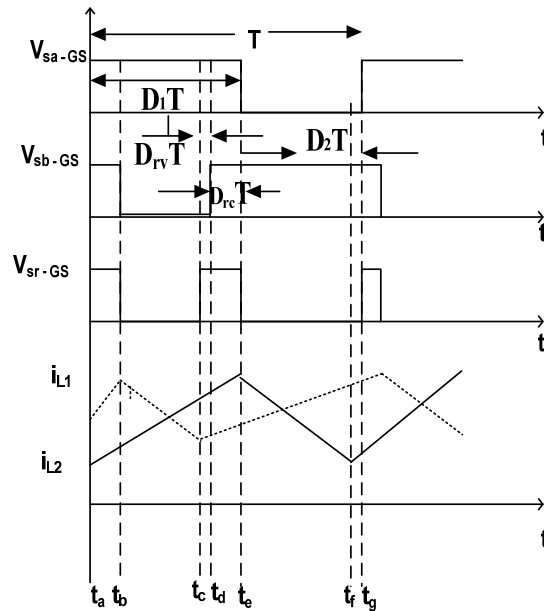 T
Vsa-GS
t
D1T
DrvT
D2T
Vsb-GS
DrcT
t
Vsr-GS
t
iL1
iL2
t
ta tb tc td te tf tg